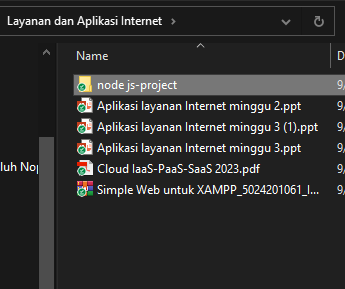 Layanan dan Aplikasi Internet
Name
node js-project
Aplikasi layanan Internet minggu 2.ppt
Aplikasi layanan Internet minggu 3 (1).ppt
Aplikasi layanan Internet minggu 3.ppt
Cloud IaaS-PaaS-SaaS 2023.pdf
Simple Web untuk XAMPP_5024201061_I...